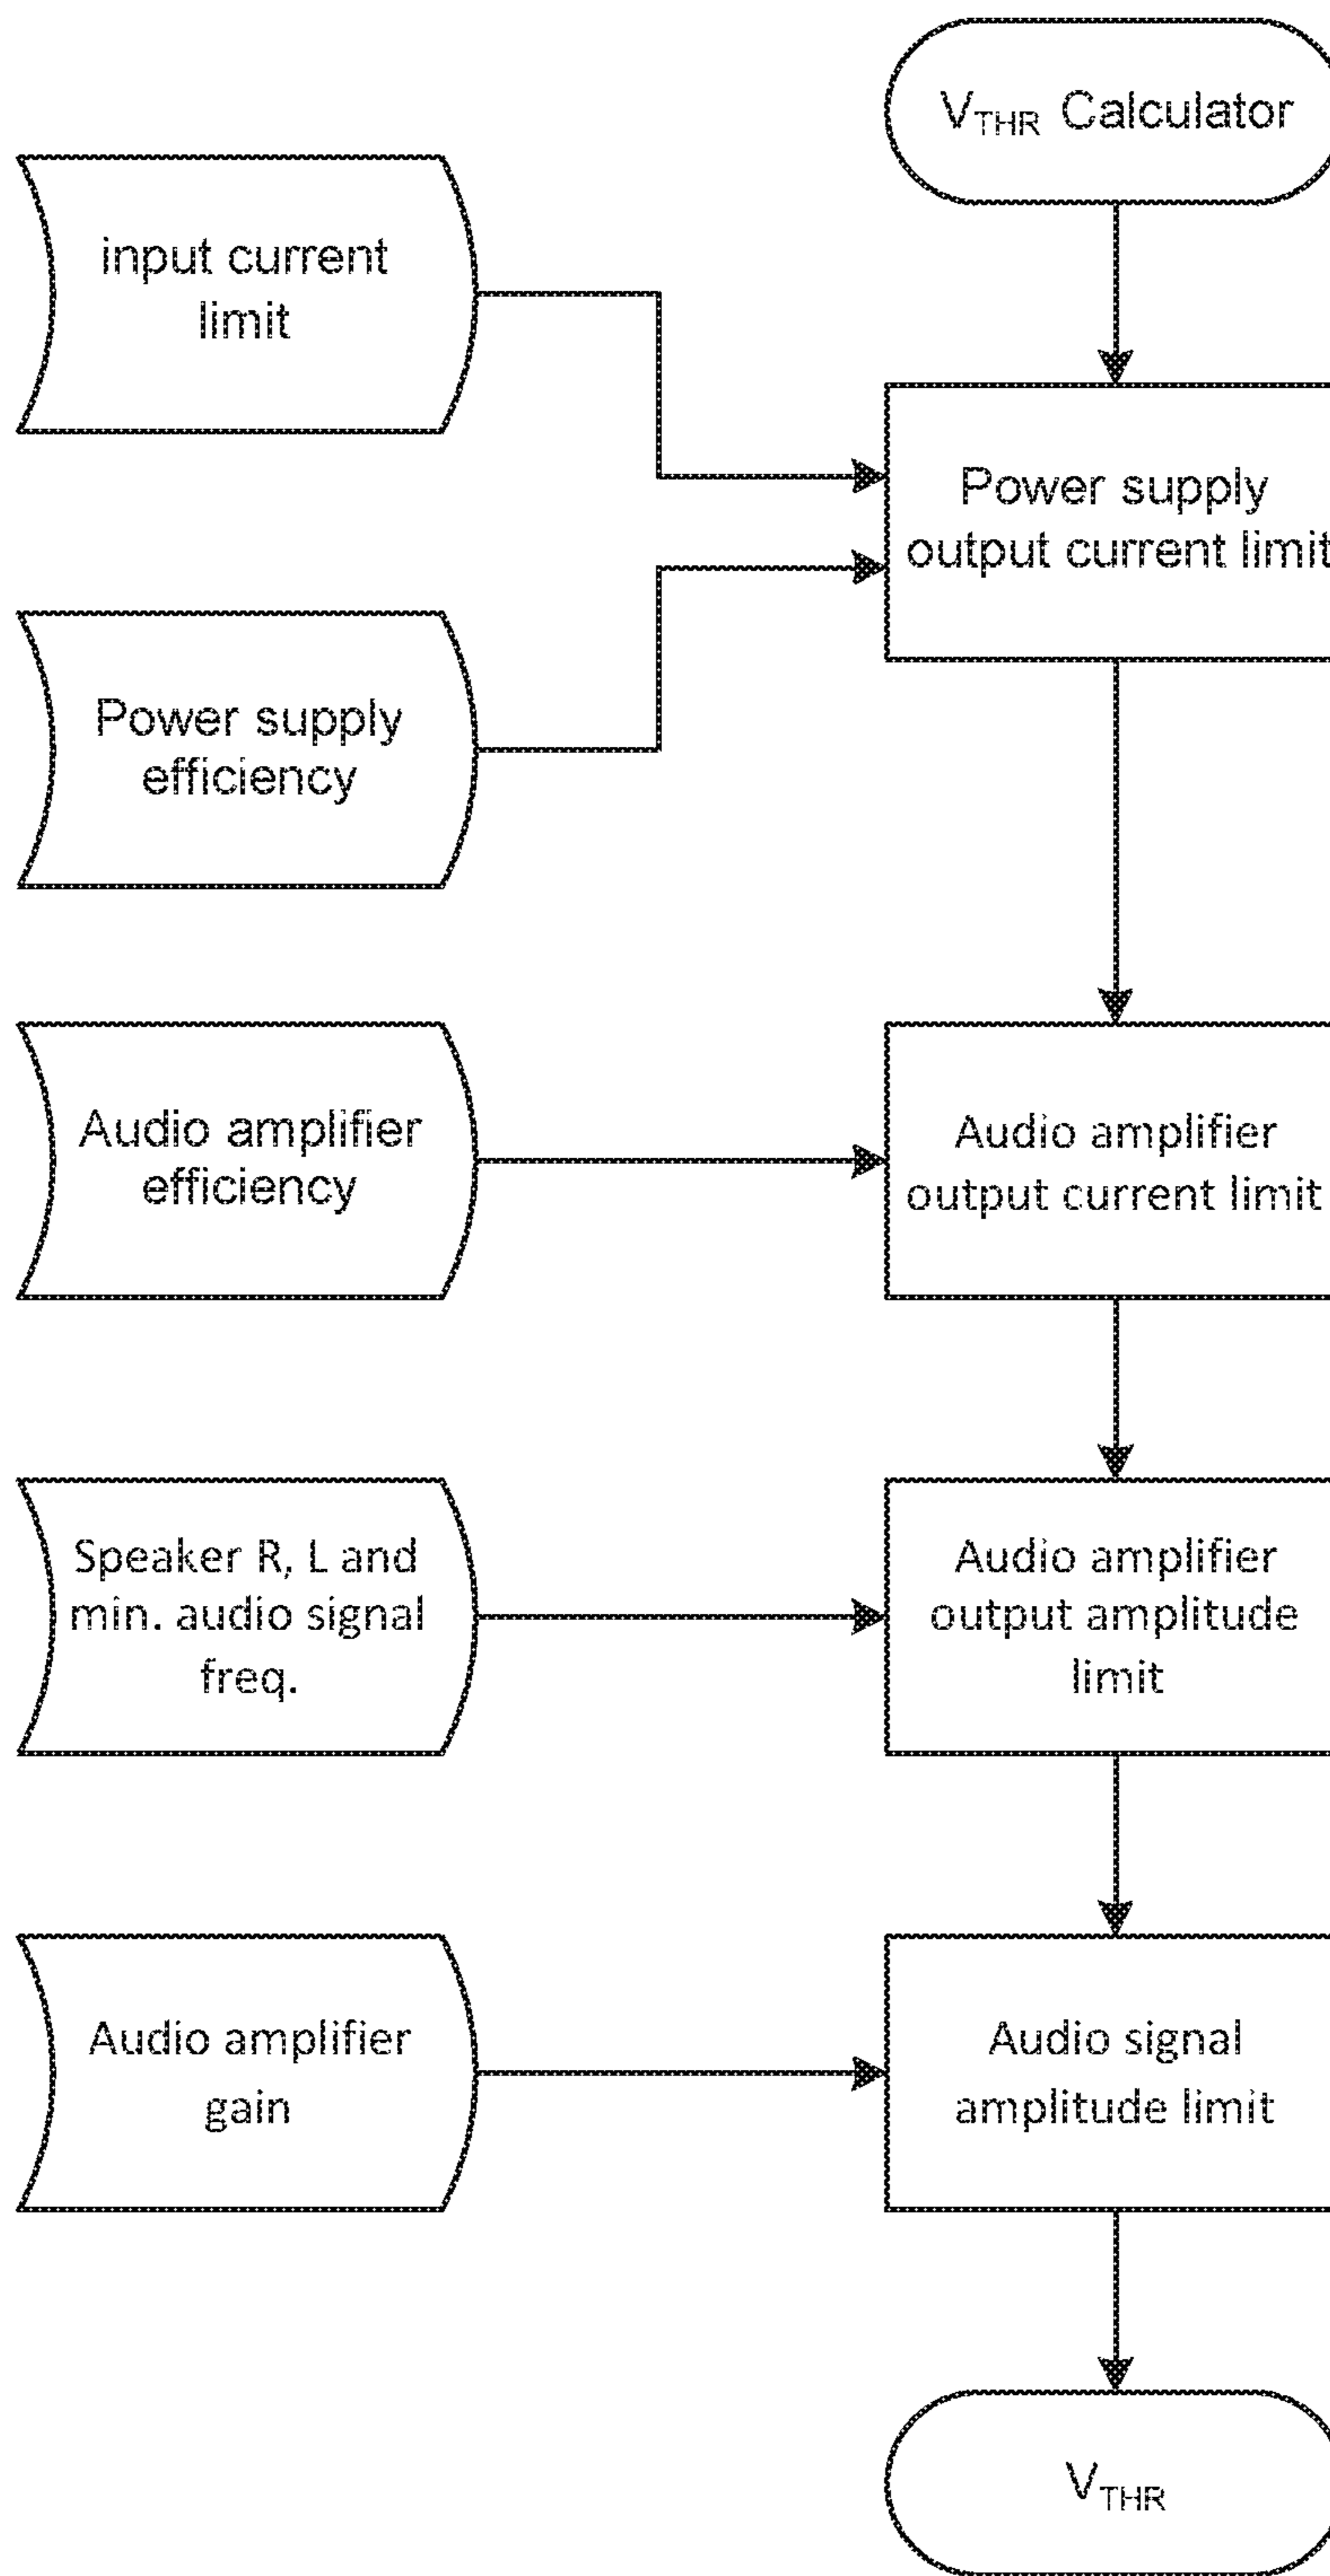 V_THR Calculator
input current
limit
Power supply
output current limit
Power supply
efficiency
Audio amplifier
efficiency
Audio amplifier
output current limit
Speaker R, L and
min. audio signal
freq.
Audio amplifier
output amplitude
limit
Audio amplifier
gain
Audio signal
amplitude limit
V_THR